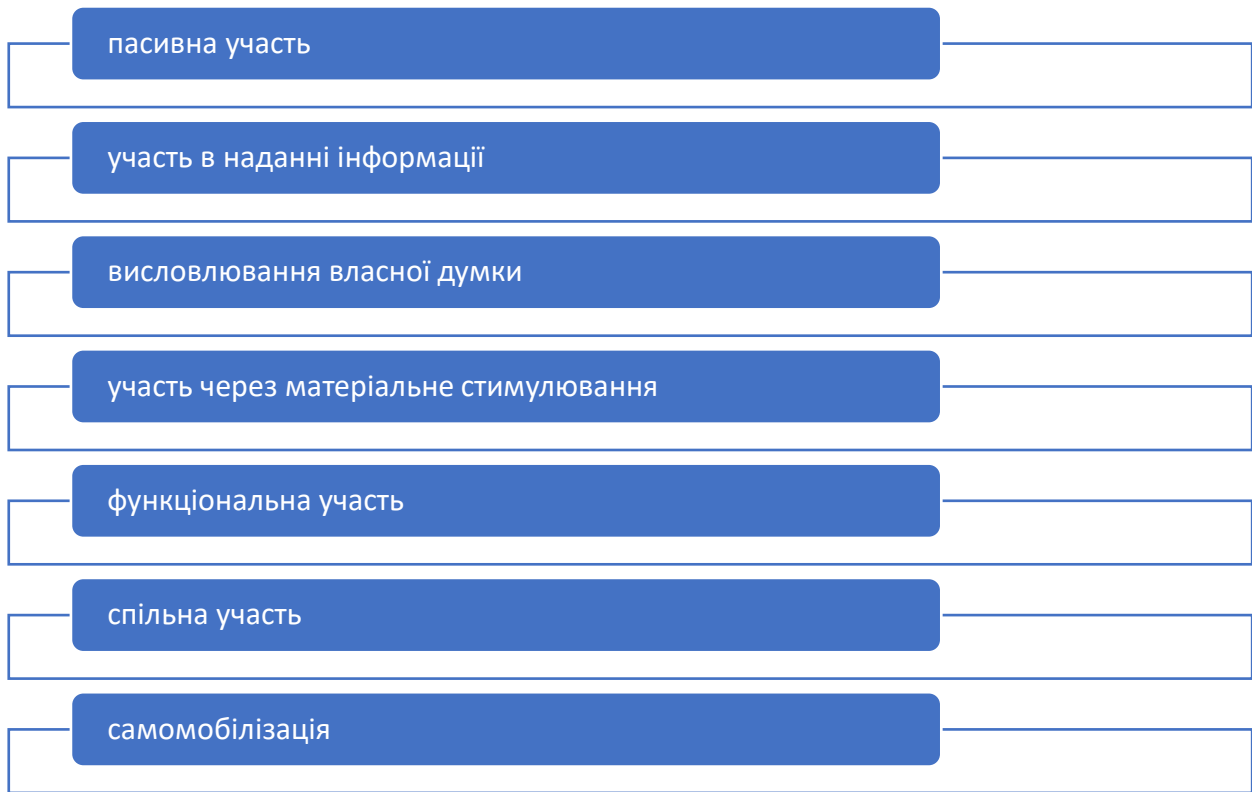 пасивна участь
участь в наданні інформації
висловлювання власної думки
участь через матеріальне стимулювання
функціональна участь
спільна участь
самомобілізація